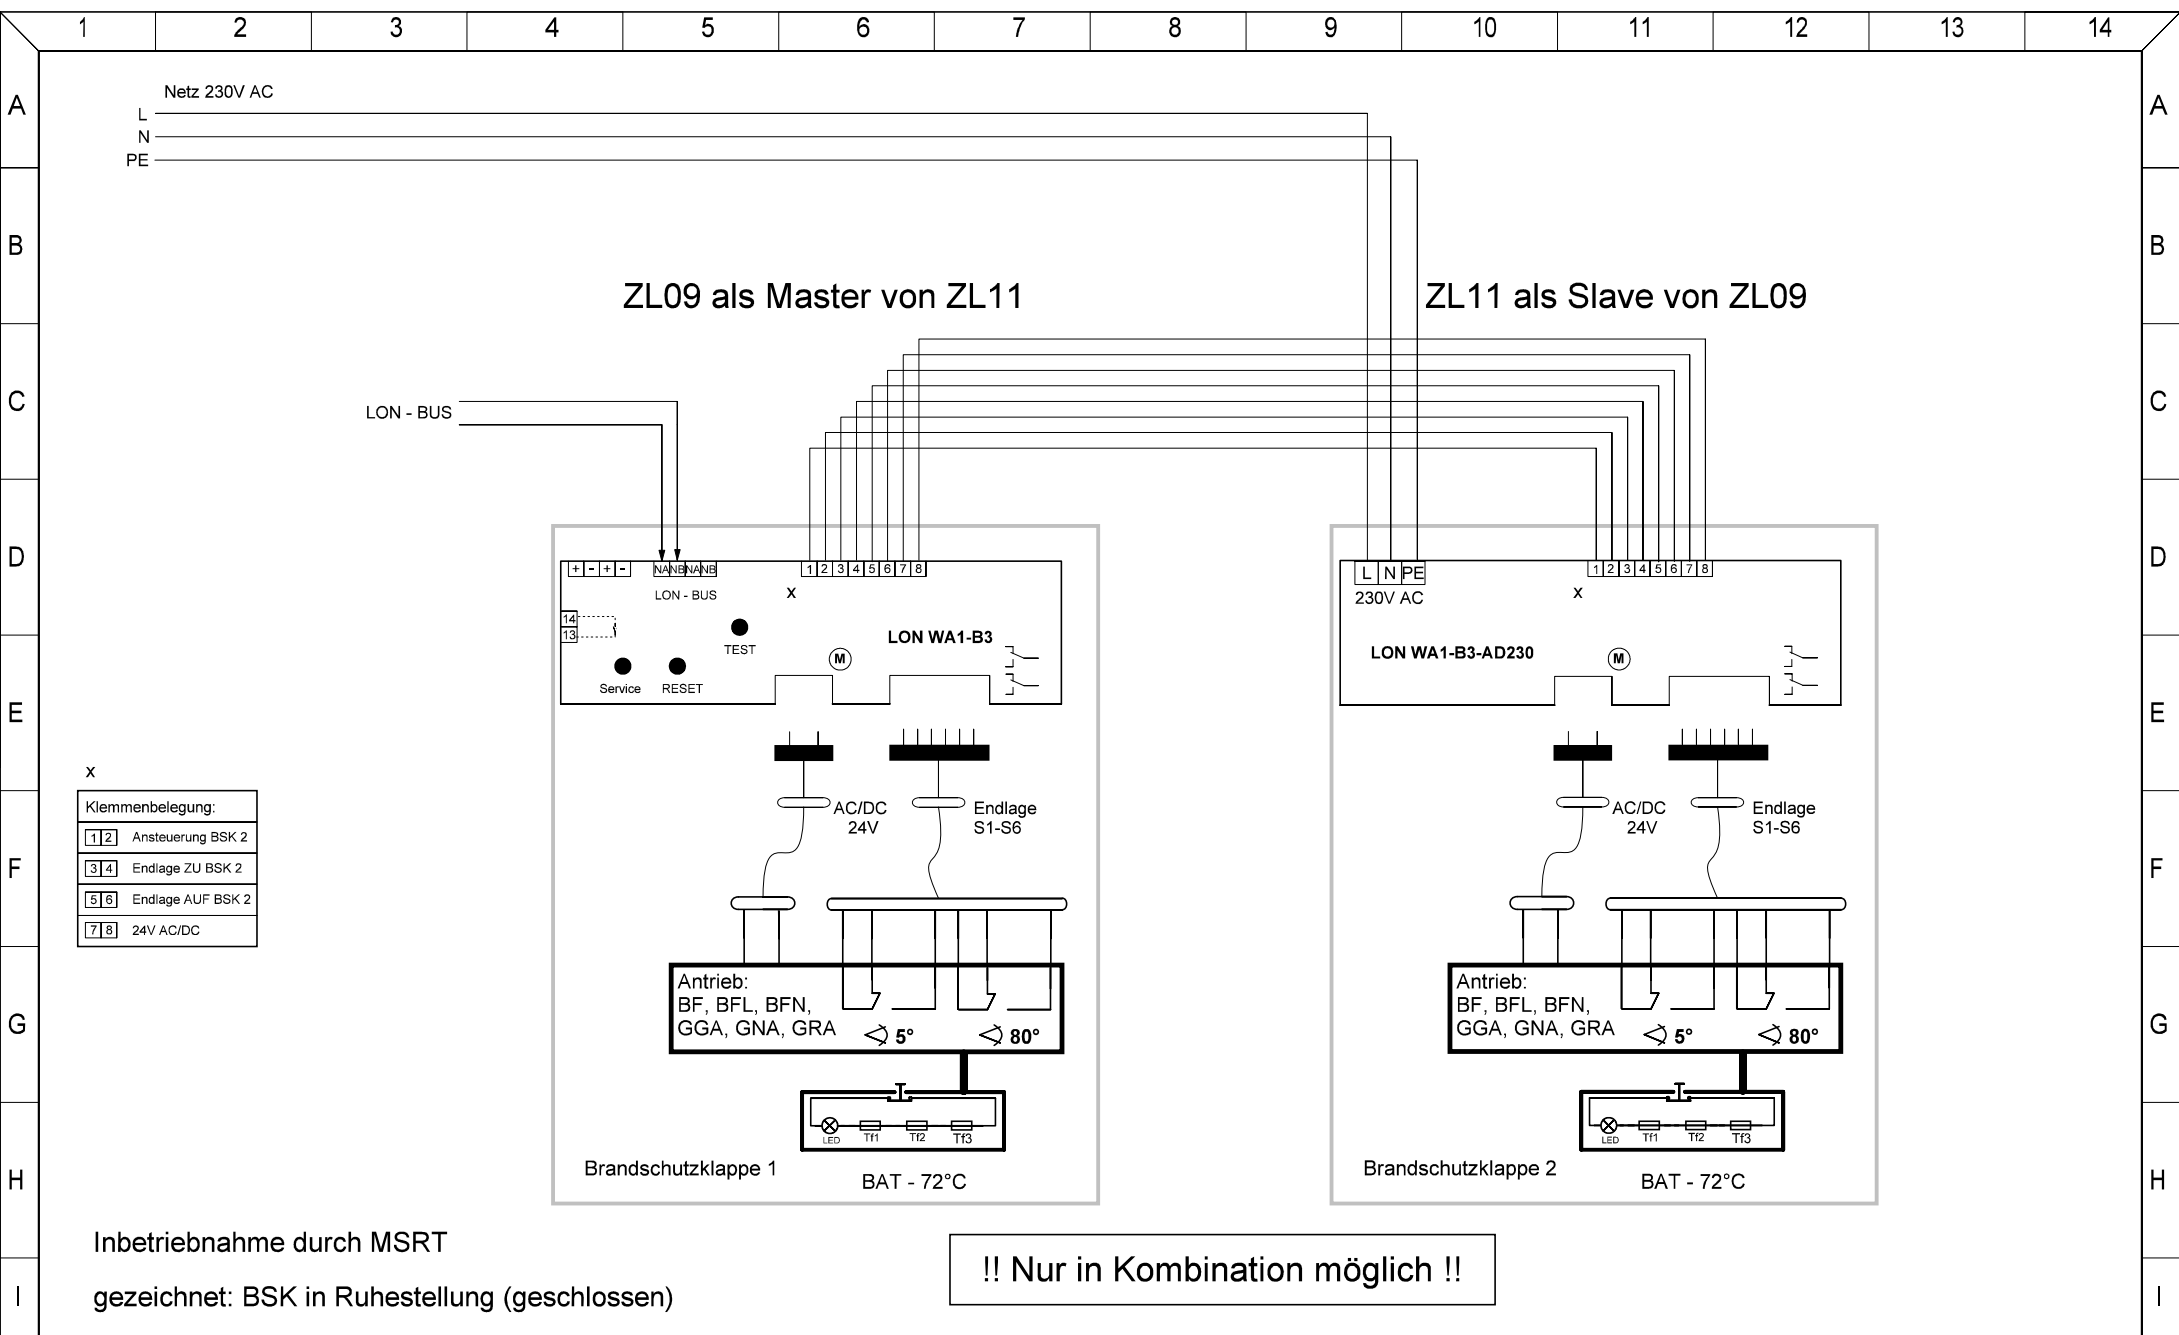 1 2 3 4 5 6 7 8 9 10 11 12 13 14
A A
Netz 230V AC
L
N
PE
B B
ZL09 als Master von ZL11 ZL11 als Slave von ZL09
C C
LON - BUS
D D
+ - + - NA NB NA NB 1 2 3 4 5 6 7 8
LON - BUS x
14
13
TEST
LON WA1-B3
M
Service RESET
L N PE 1 2 3 4 5 6 7 8
230V AC x
LON WA1-B3-AD230
M
E E
x
Klemmenbelegung:
1 2 Ansteuerung BSK 2
3 4 Endlage ZU BSK 2
5 6 Endlage AUF BSK 2
7 8 24V AC/DC
F F
AC/DC
24V
Endlage
S1-S6
AC/DC
24V
Endlage
S1-S6
G G
Antrieb:
BF, BFL, BFN,
GGA, GNA, GRA
5° 80°
Antrieb:
BF, BFL, BFN,
GGA, GNA, GRA
5° 80°
H H
LED Tf1 Tf2 Tf3
Brandschutzklappe 1
BAT - 72°C
LED Tf1 Tf2 Tf3
Brandschutzklappe 2
BAT - 72°C
Inbetriebnahme durch MSRT
!! Nur in Kombination möglich !!
I I
gezeichnet: BSK in Ruhestellung (geschlossen)